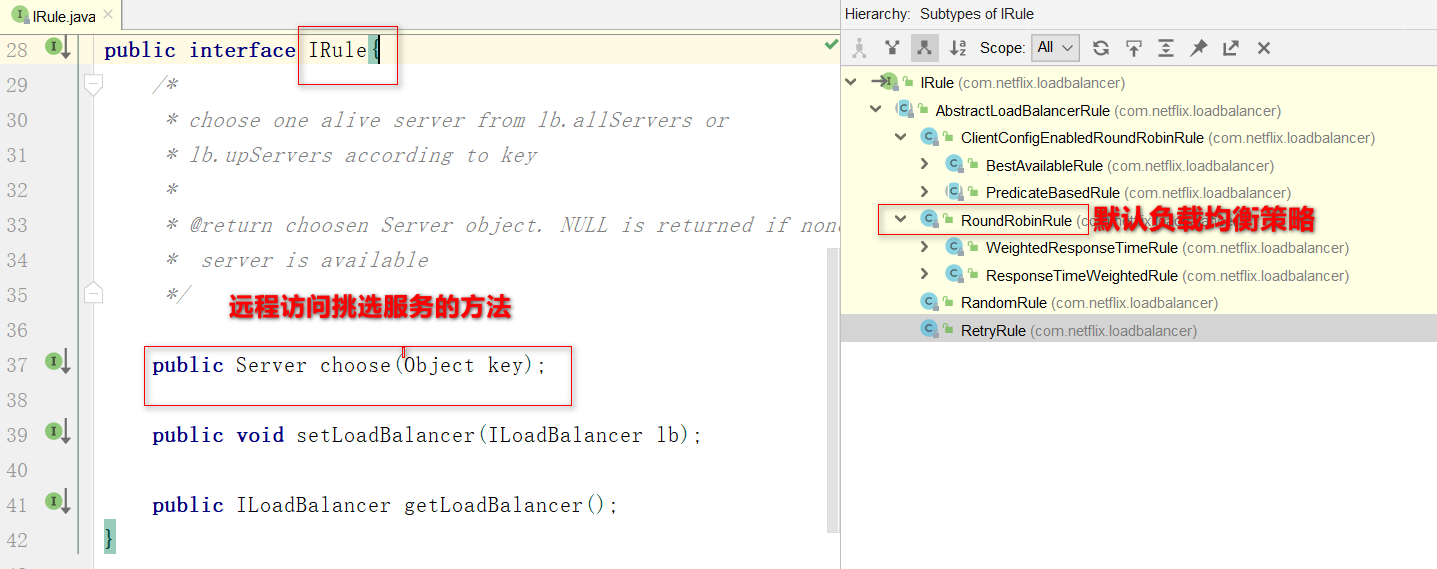 IRule.java
28 public interface IRule{
29 /*
30 * choose one alive server from lb.allServers or
31 * lb.upServers according to key
32 *
33 * @return choosen Server object. NULL is returned if none
34 * server is available
35 */
远程访问挑选服务的方法
36
37 public Server choose(Object key);
38
39 public void setLoadBalancer(ILoadBalancer lb);
40
41 public ILoadBalancer getLoadBalancer();
42 }
Hierarchy: Subtypes of IRule
Scope: All
IRule (com.netflix.loadbalancer)
AbstractLoadBalancerRule (com.netflix.loadbalancer)
ClientConfigEnabledRoundRobinRule (com.netflix.loadbalancer)
BestAvailableRule (com.netflix.loadbalancer)
PredicateBasedRule (com.netflix.loadbalancer)
RoundRobinRule (com.netflix.loadbalancer)
默认负载均衡策略
WeightedResponseTimeRule (com.netflix.loadbalancer)
ResponseTimeWeightedRule (com.netflix.loadbalancer)
RandomRule (com.netflix.loadbalancer)
RetryRule (com.netflix.loadbalancer)